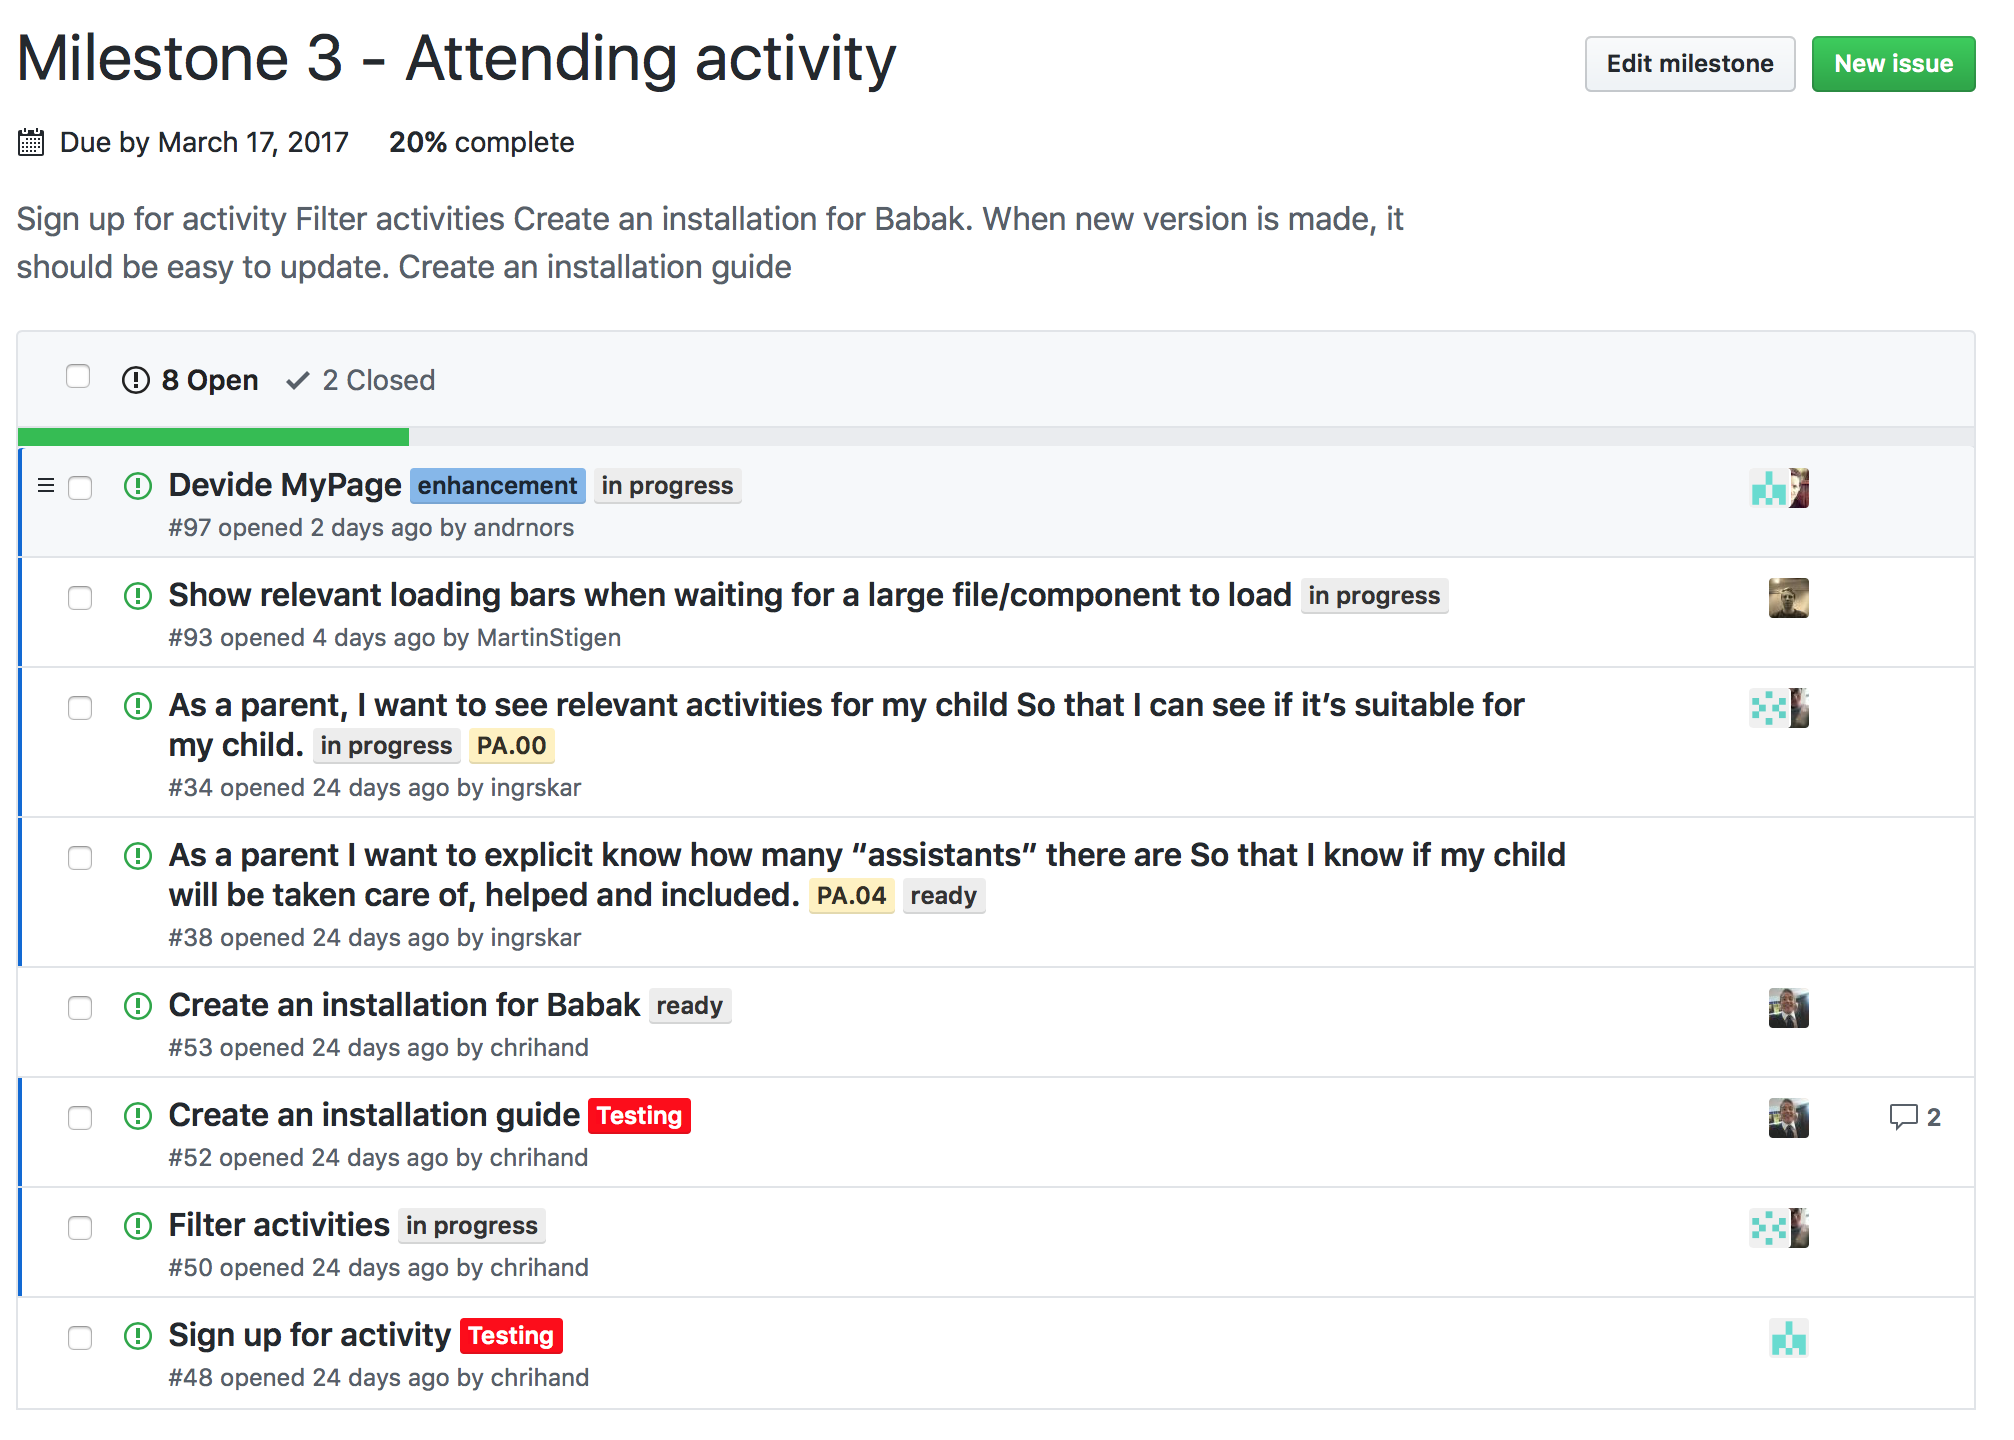 Milestone 3 - Attending activity
Edit milestone
New issue
Due by March 17, 2017 20% complete
Sign up for activity Filter activities Create an installation for Babak. When new version is made, it
should be easy to update. Create an installation guide
8 Open 2 Closed
Devide MyPage enhancement in progress
#97 opened 2 days ago by andrnors
Show relevant loading bars when waiting for a large file/component to load in progress
#93 opened 4 days ago by MartinStigen
As a parent, I want to see relevant activities for my child So that I can see if it’s suitable for
my child. in progress PA.00
#34 opened 24 days ago by ingrskar
As a parent I want to explicit know how many “assistants” there are So that I know if my child
will be taken care of, helped and included. PA.04 ready
#38 opened 24 days ago by ingrskar
Create an installation for Babak ready
#53 opened 24 days ago by chrihand
Create an installation guide Testing
2
#52 opened 24 days ago by chrihand
Filter activities in progress
#50 opened 24 days ago by chrihand
Sign up for activity Testing
#48 opened 24 days ago by chrihand